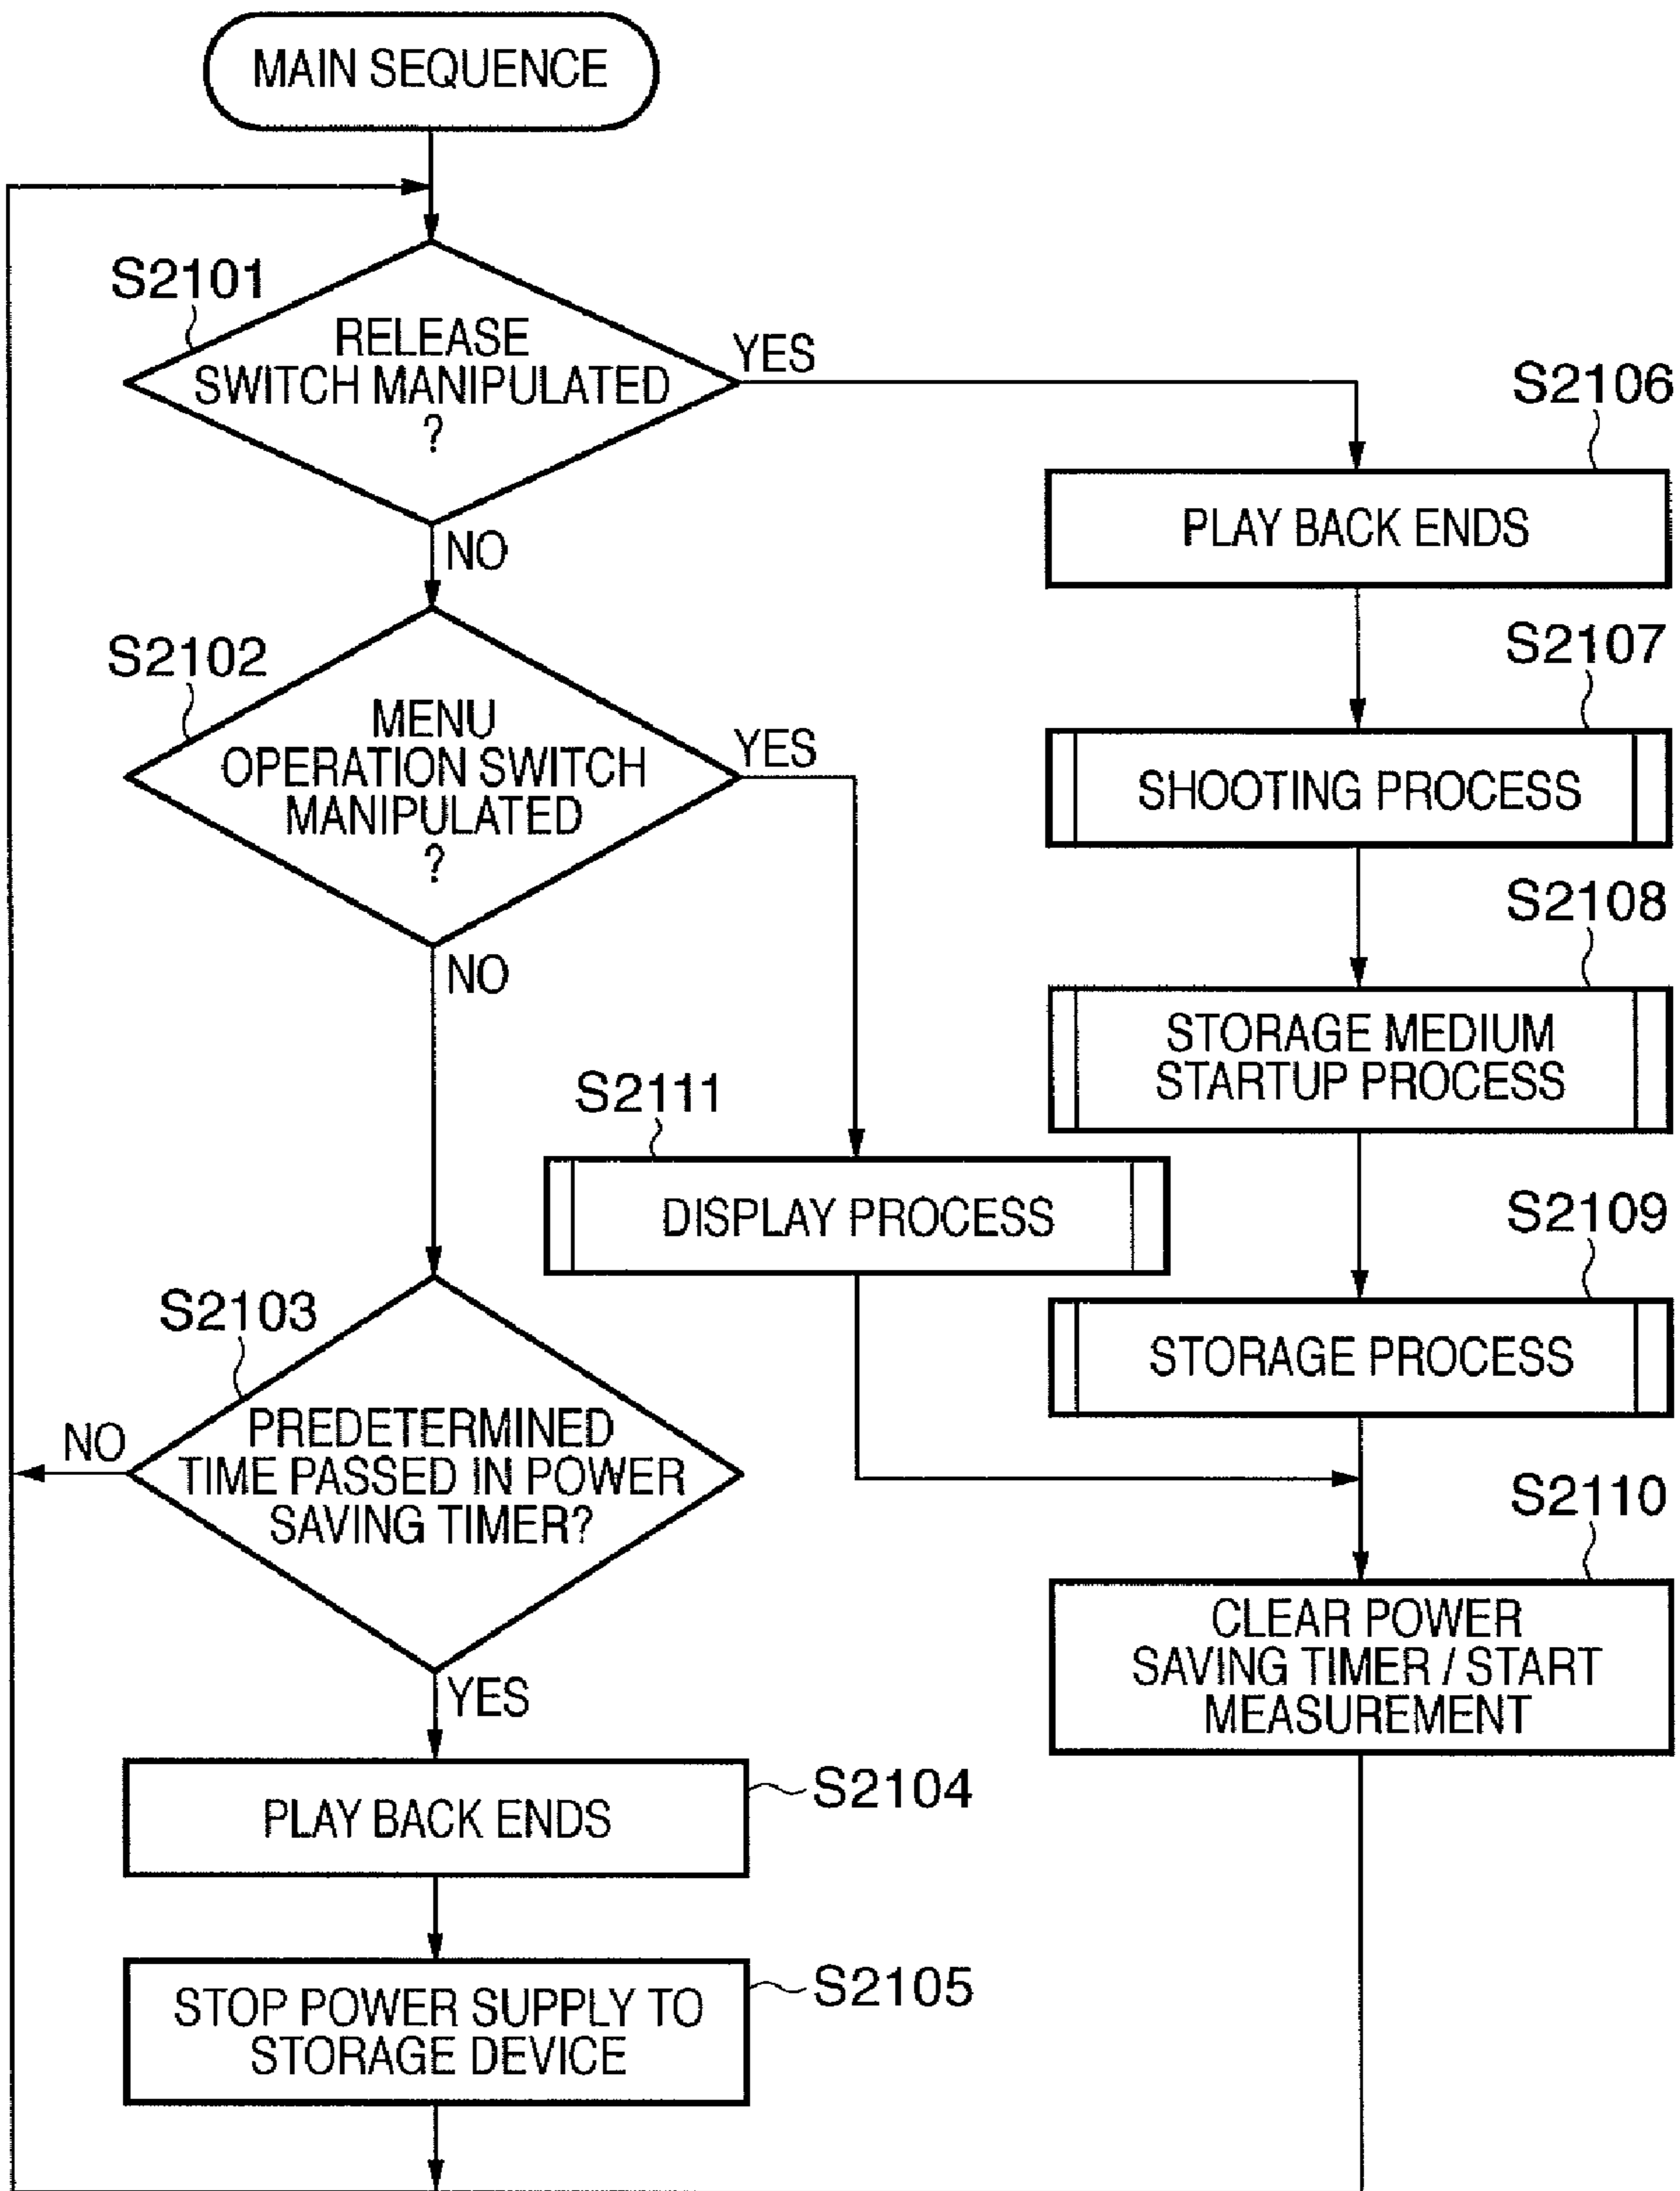 MAIN SEQUENCE
S2101
RELEASE
SWITCH MANIPULATED
?
YES
NO
S2106
PLAY BACK ENDS
S2102
MENU
OPERATION SWITCH
MANIPULATED
?
YES
NO
S2107
SHOOTING PROCESS
S2108
STORAGE MEDIUM
STARTUP PROCESS
S2111
DISPLAY PROCESS
S2109
STORAGE PROCESS
S2103
PREDETERMINED
TIME PASSED IN POWER
SAVING TIMER?
NO
YES
S2110
CLEAR POWER
SAVING TIMER / START
MEASUREMENT
PLAY BACK ENDS
S2104
STOP POWER SUPPLY TO
STORAGE DEVICE
S2105